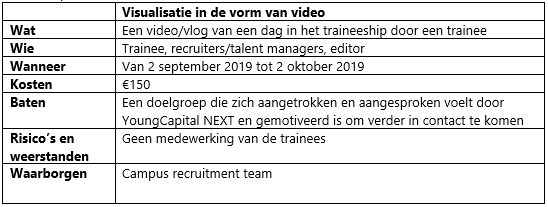 Visualisatie in de vorm van video
Wat Een video/vlog van een dag in het traineeship door een trainee
Wie Trainee, recruiters/talent managers, editor
Wanneer Van 2 september 2019 tot 2 oktober 2019
Kosten €150
Baten Een doelgroep die zich aangetrokken en aangesproken voelt door
YoungCapital NEXT en gemotiveerd is om verder in contact te komen
Risico’s en Geen medewerking van de trainees
weerstanden
Waarborgen Campus recruitment team